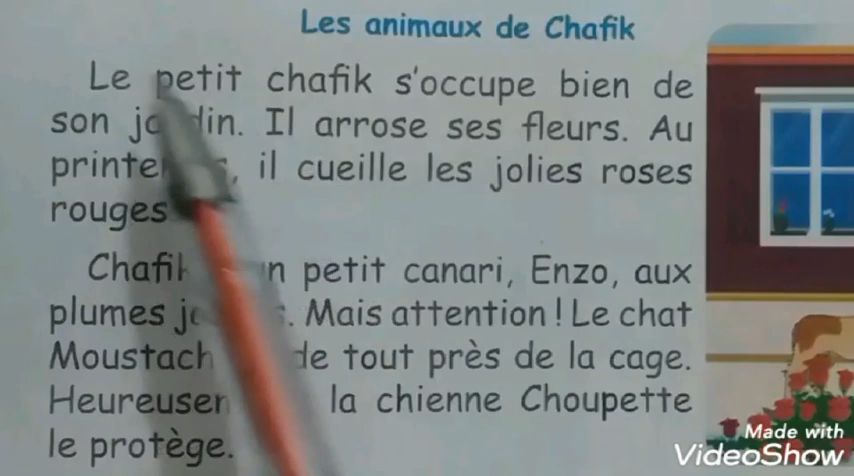 Les animaux de Chafik
Le petit chafik s'occupe bien de
son din. Il arrose ses fleurs. Au
printe , il cueille les jolies roses
rouges
Chafik n petit canari, Enzo, aux
plumes . Mais attention ! Le chat
Moustach de tout près de la cage.
Heureusem la chienne Choupette
le protège.
Made with
VideoShow